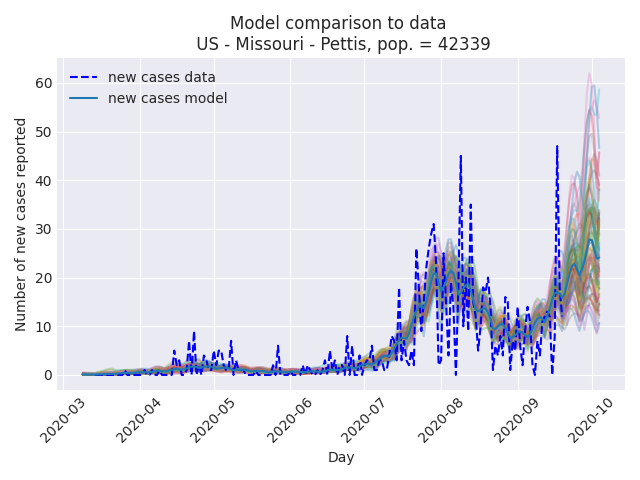 Model comparison to data
US - Missouri - Pettis, pop. = 42339
new cases data
new cases model
Number of new cases reported
60
50
40
30
20
10
0
2020-03
2020-04
2020-05
2020-06
2020-07
2020-08
2020-09
2020-10
Day